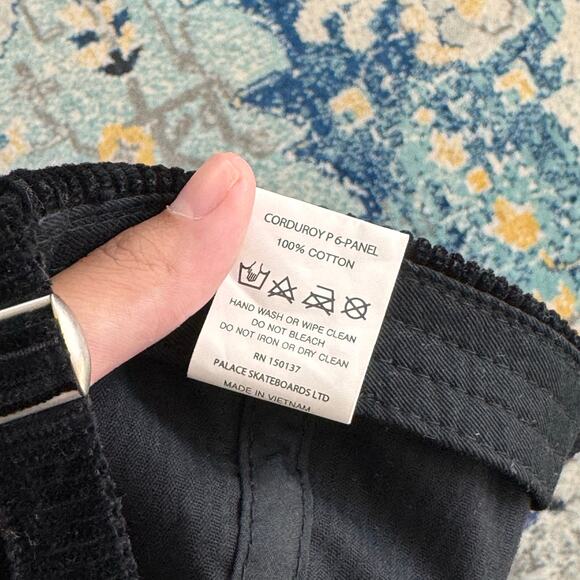 CORDUROY P 6-PANEL
100% COTTON
HAND WASH OR WIPE CLEAN
DO NOT BLEACH
DO NOT IRON OR DRY CLEAN
RN 150137
PALACE SKATEBOARDS LTD
MADE IN VIETNAM